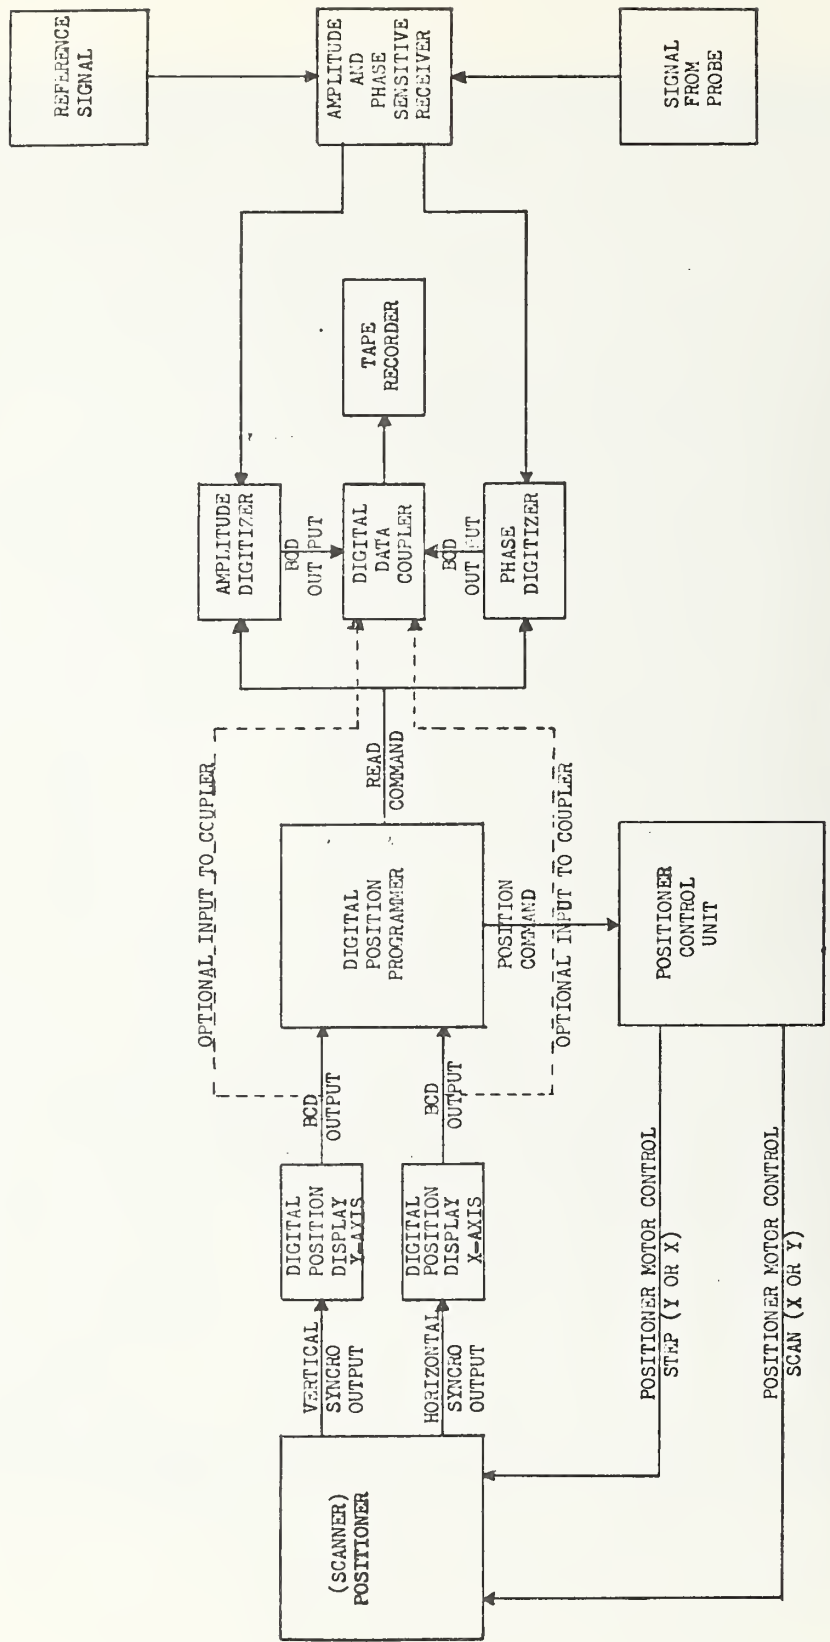 (SCANNER)
POSITIONER
VERTICAL
SYNCRO
OUTPUT
HORIZONTAL
SYNCRO
OUTPUT
DIGITAL
POSITION
DISPLAY
Y-AXIS
DIGITAL
POSITION
DISPLAY
X-AXIS
BCD
OUTPUT
BCD
OUTPUT
OPTIONAL INPUT TO COUPLER
DIGITAL
POSITION
PROGRAMMER
POSITION
COMMAND
OPTIONAL INPUT TO COUPLER
READ
COMMAND
POSITIONER
CONTROL
UNIT
POSITIONER MOTOR CONTROL
STEP (Y OR X)
POSITIONER MOTOR CONTROL
SCAN (X OR Y)
AMPLITUDE
DIGITIZER
BCD
OUTPUT
DIGITAL
DATA
COUPLER
BCD
OUTPUT
PHASE
DIGITIZER
TAPE
RECORDER
REFERENCE
SIGNAL
AMPLITUDE
AND
PHASE
SENSITIVE
RECEIVER
SIGNAL
FROM
PROBE